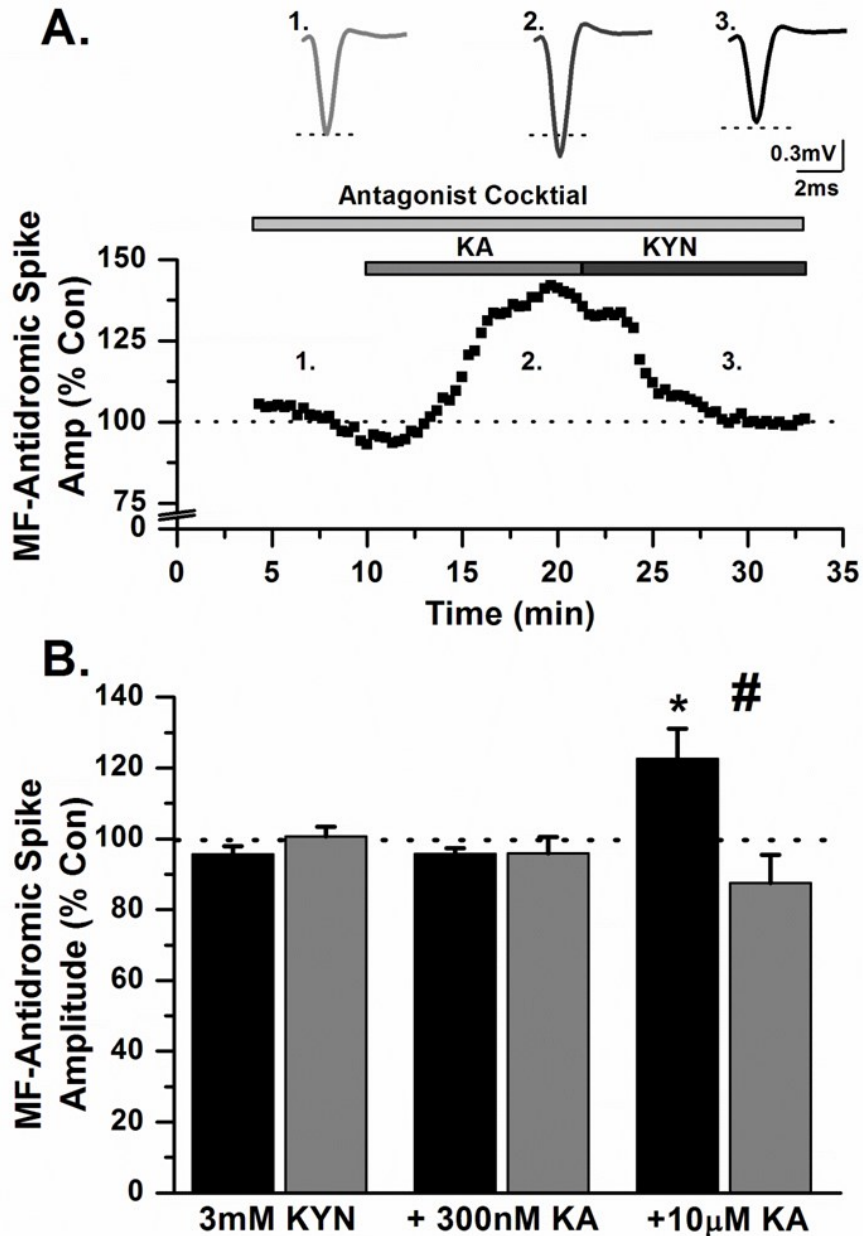 A.
1. 2. 3.
0.3mV
2ms
Antagonist Cocktial
KA KYN
MF-Antidromic Spike
Amp (% Con)
150
125
100
75
0
1. 2. 3.
0 5 10 15 20 25 30 35
Time (min)
B.
MF-Antidromic Spike
Amplitude (% Con)
140
120
100
80
60
40
20
0
* #
3mM KYN + 300nM KA +10µM KA